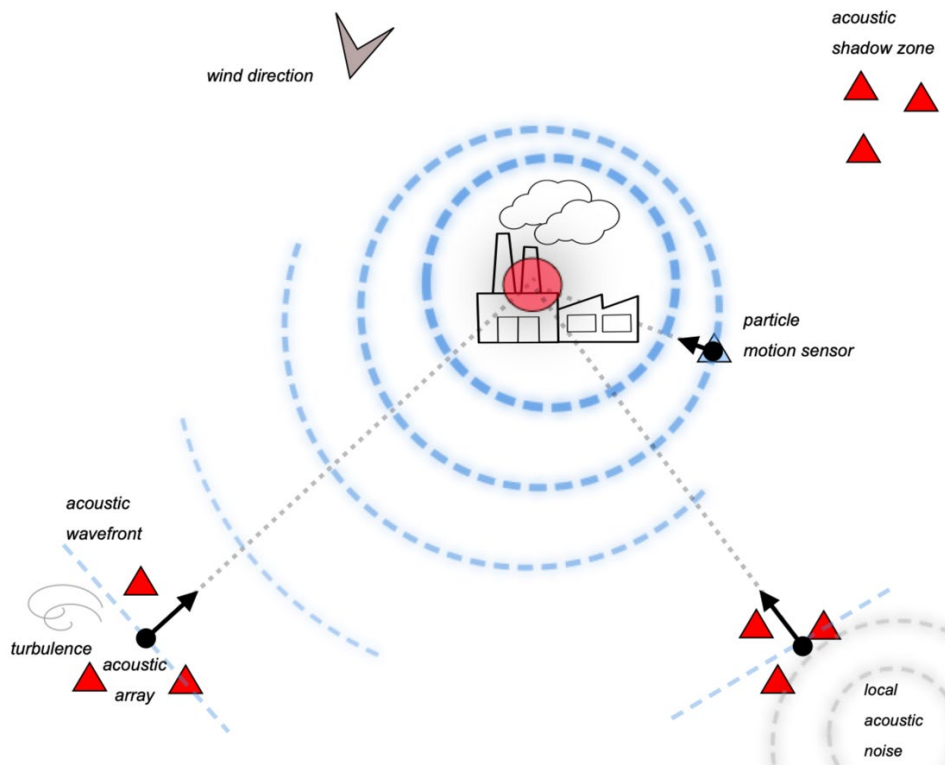 acoustic
shadow zone
wind direction
particle
motion sensor
acoustic
wavefront
turbulence
acoustic
array
local
acoustic
noise